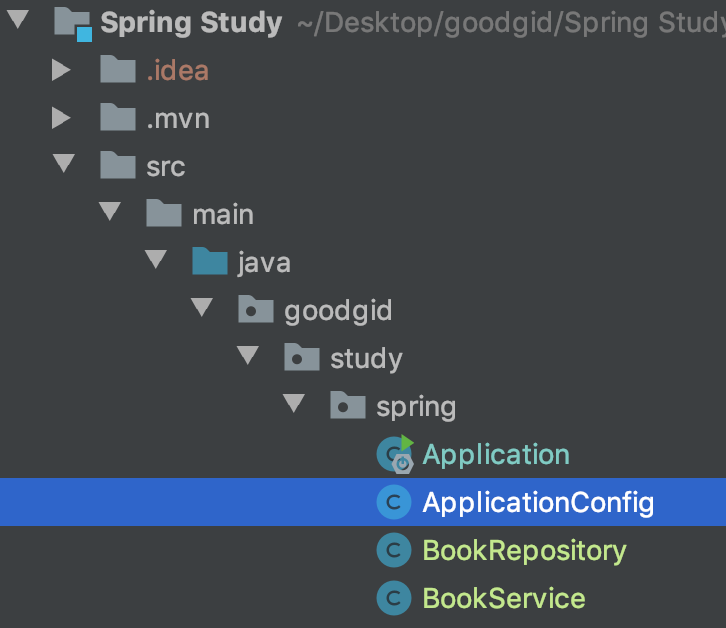 Spring Study ~/Desktop/goodgid/Spring Study
.idea
.mvn
src
main
java
goodgid
study
spring
Application
ApplicationConfig
BookRepository
BookService